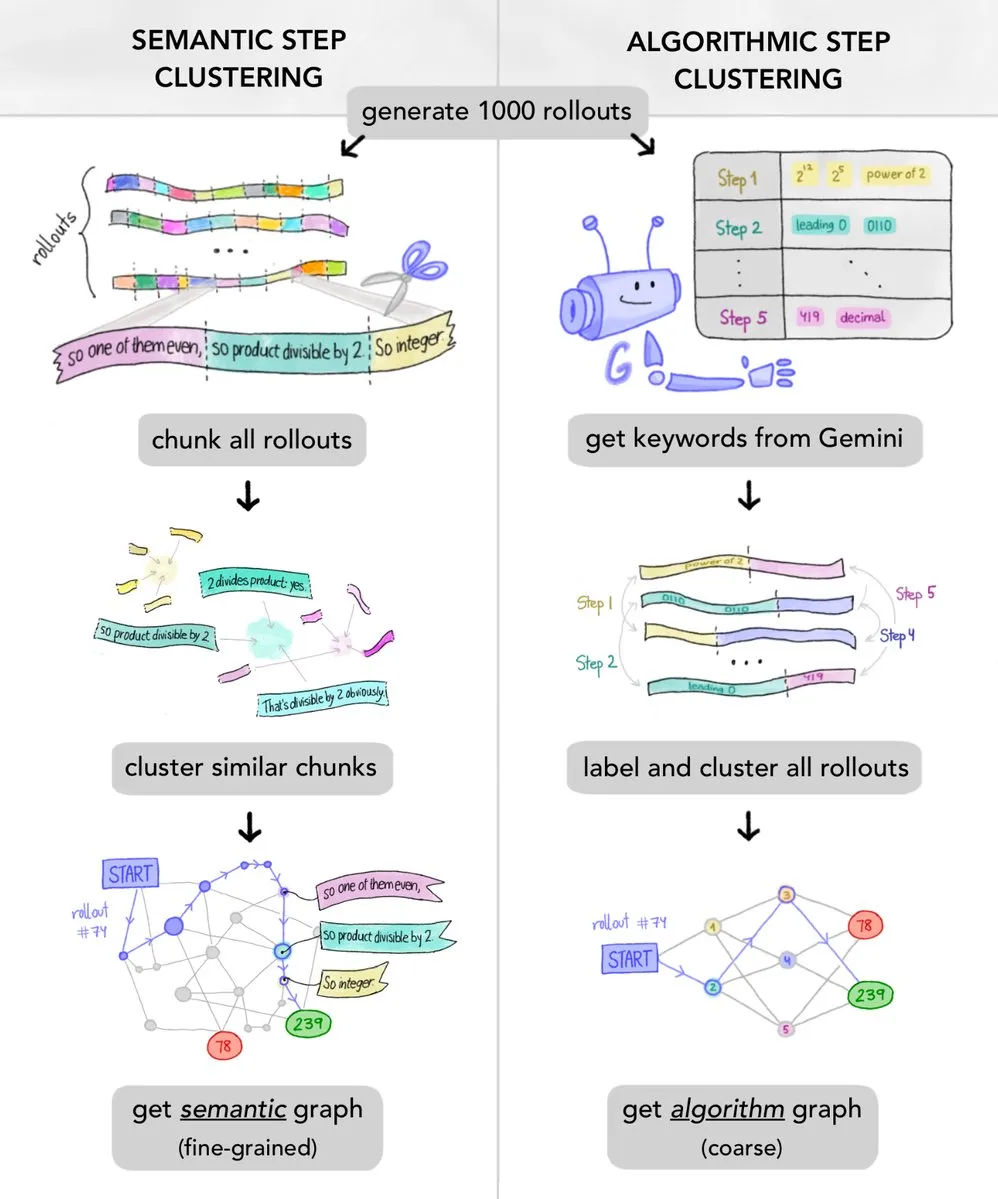 SEMANTIC STEP
CLUSTERING
ALGORITHMIC STEP
CLUSTERING
generate 1000 rollouts
rollouts
...
so one of them even, so product divisible by 2. So integer.
chunk all rollouts
2 divides product: yes.
so product divisible by 2
That's divisible by 2 obviously.
cluster similar chunks
START
rollout
#74
so one of them even,
so product divisible by 2.
So integer.
239
78
get semantic graph
(fine-grained)
Step 1 2¹² 2⁵ power of 2
Step 2 leading 0 0110
Step 5 419 decimal
G
get keywords from Gemini
power of 2
Step 5
Step 1
0110 0110
Step 4
Step 2
...
leading 0 419
label and cluster all rollouts
rollout #74
START
1
2
3
4
5
78
239
get algorithm graph
(coarse)